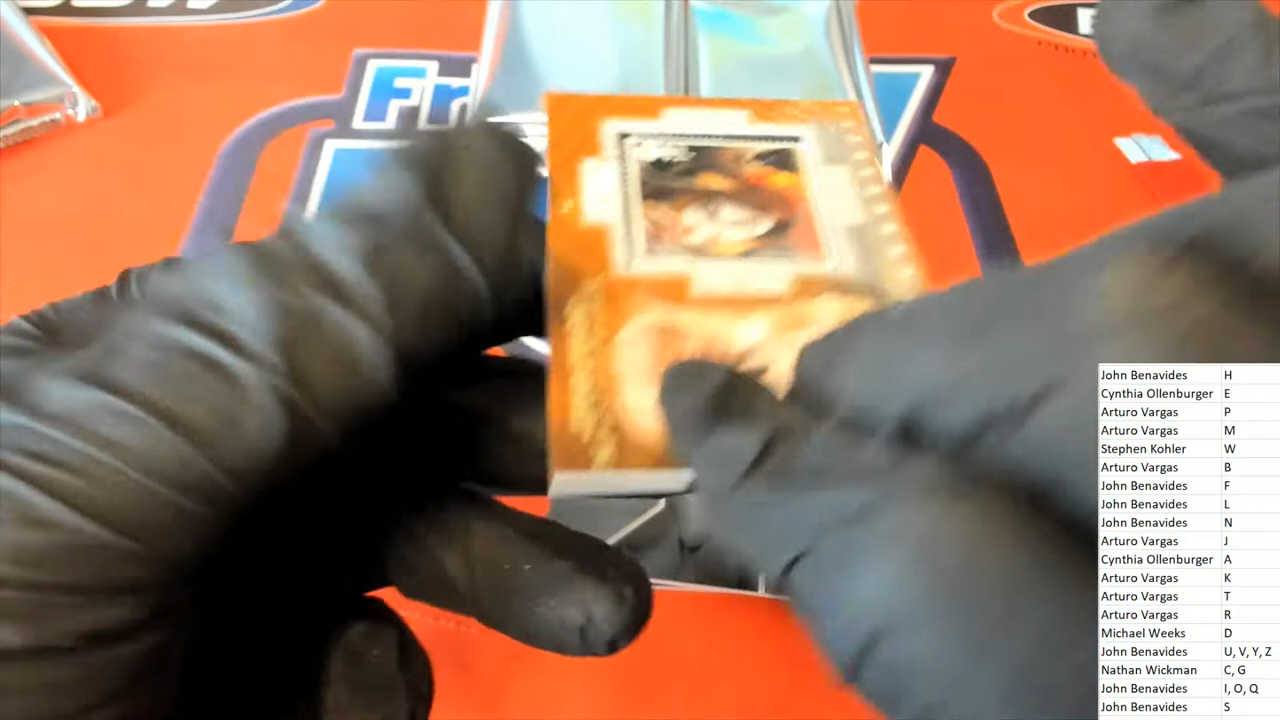 Fr
John Benavides H
Cynthia Ollenburger E
Arturo Vargas P
Arturo Vargas M
Stephen Kohler W
Arturo Vargas B
John Benavides F
John Benavides L
John Benavides N
Arturo Vargas J
Cynthia Ollenburger A
Arturo Vargas K
Arturo Vargas T
Arturo Vargas R
Michael Weeks D
John Benavides U, V, Y, Z
Nathan Wickman C, G
John Benavides I, O, Q
John Benavides S